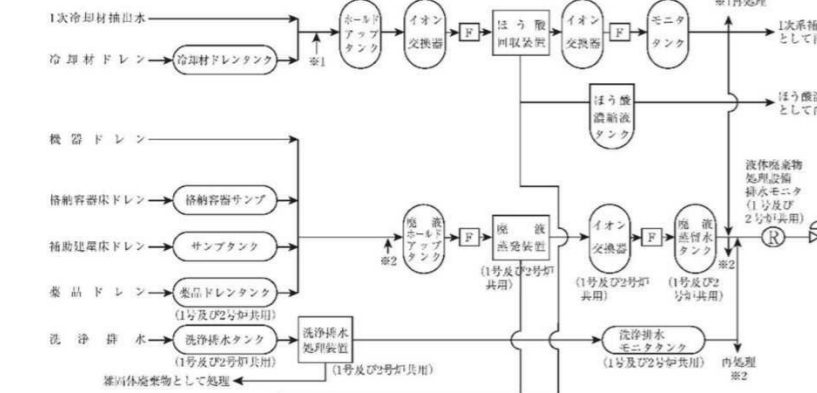 ※1再処理
1次冷却材抽出水
ホールド
アップ
タンク
イオン
交換器
F
ほう酸
回収装置
イオン
交換器
F
モニタ
タンク
1次系補
として
冷却材ドレン
冷却材ドレンタンク
※1
ほう酸
濃縮液
タンク
ほう酸
として
機器ドレン
液体廃棄物
処理設備
排水モニタ
(1号及び
2号炉共用)
格納容器床ドレン
格納容器サンプ
廃液
ホールド
アップ
タンク
F
廃液
蒸発装置
イオン
交換器
F
廃液
蒸留水
タンク
R
補助建屋床ドレン
サンプタンク
※2
※2
(1号及び2号炉
共用)
(1号及び2号炉
共用)
(1号及び2
号炉共用)
薬品ドレン
薬品ドレンタンク
(1号及び2号炉共用)
洗浄排水
洗浄排水タンク
(1号及び2号炉共用)
洗浄排水
処理装置
(1号及び2号炉共用)
洗浄排水
モニタタンク
(1号及び2号炉共用)
再処理
※2
雑固体廃棄物として処理